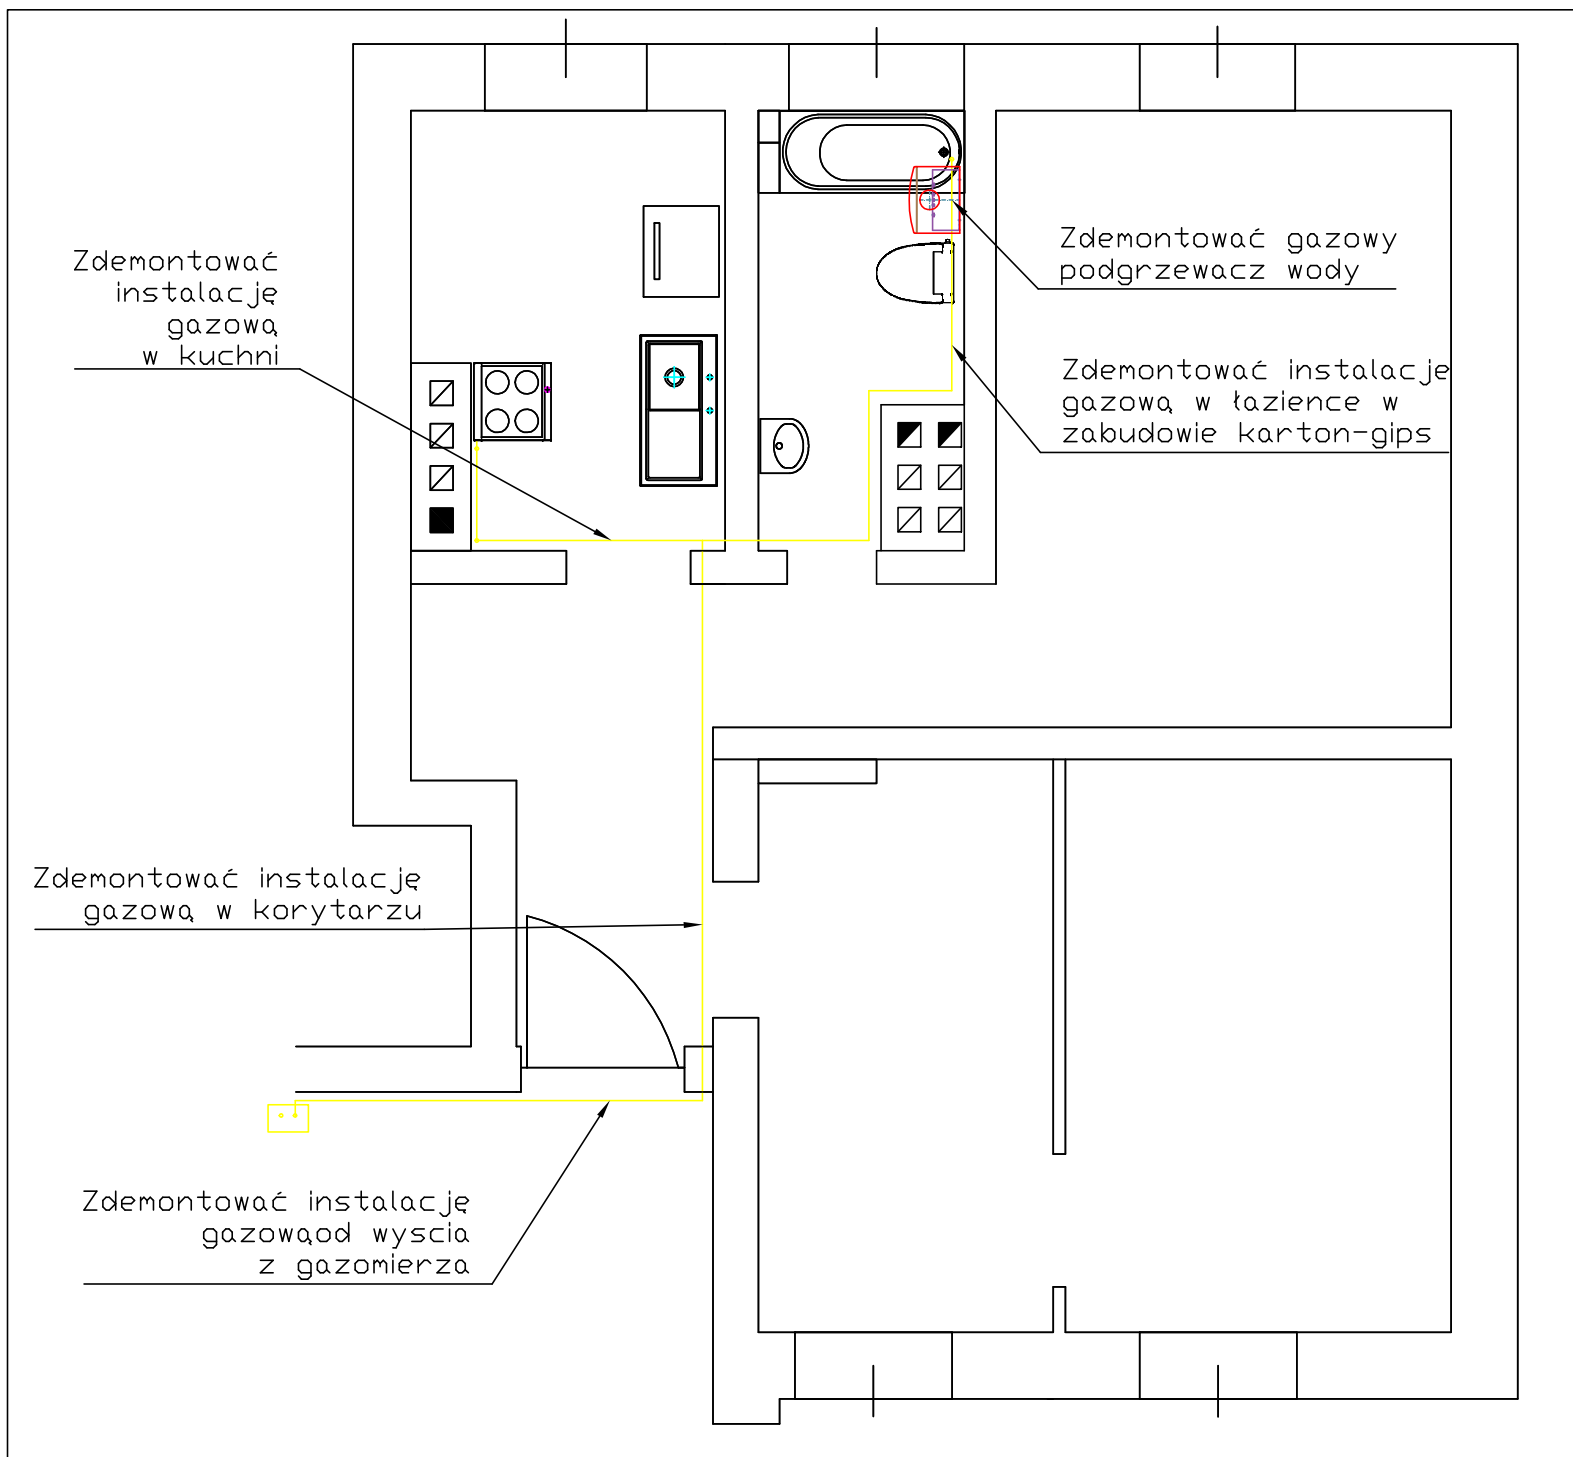 Zdemontować
instalację
gazową
w kuchni
Zdemontować gazowy
podgrzewacz wody
Zdemontować instalacje
gazową w łazience w
zabudowie karton-gips
Zdemontować instalację
gazową w korytarzu
Zdemontować instalację
gazowąod wyscia
z gazomierza